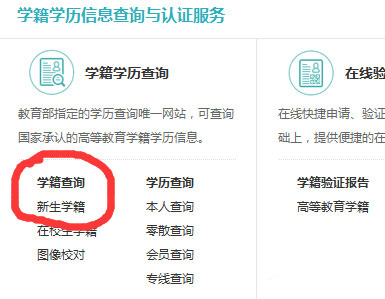 学籍学历信息查询与认证服务
学籍学历查询
教育部指定的学历查询唯一网站，可查询
国家承认的高等教育学籍学历信息。
学籍查询
新生学籍
在校生学籍
图像校对
学历查询
本人查询
零散查询
会员查询
专线查询
在线验
在线快捷申请、验证
础上，提供便捷的在
学籍验证报告
高等教育学籍